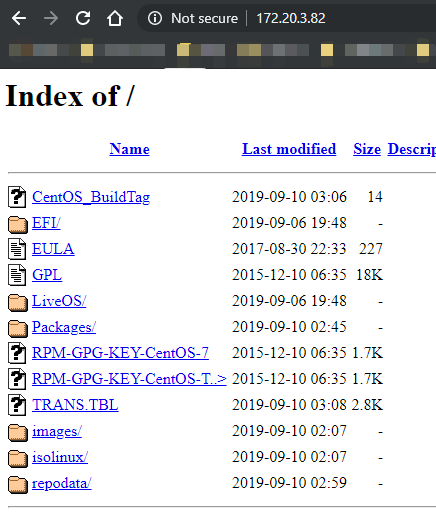 Not secure | 172.20.3.82
Index of /
Name Last modified Size Descrip
CentOS_BuildTag 2019-09-10 03:06 14
EFI/ 2019-09-06 19:48 -
EULA 2017-08-30 22:33 227
GPL 2015-12-10 06:35 18K
LiveOS/ 2019-09-06 19:48 -
Packages/ 2019-09-10 02:45 -
RPM-GPG-KEY-CentOS-7 2015-12-10 06:35 1.7K
RPM-GPG-KEY-CentOS-T..> 2015-12-10 06:35 1.7K
TRANS.TBL 2019-09-10 03:08 2.8K
images/ 2019-09-10 02:07 -
isolinux/ 2019-09-10 02:07 -
repodata/ 2019-09-10 02:59 -